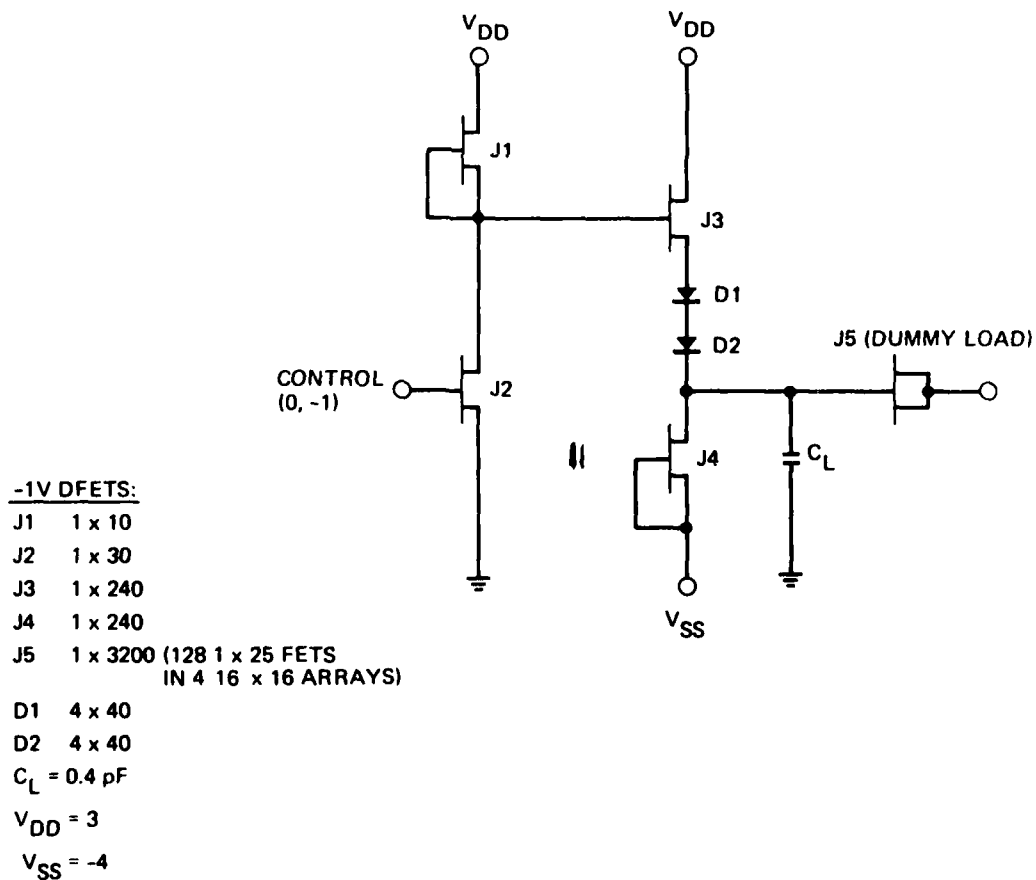 V_DD
V_DD
J1
J3
D1
D2
J5 (DUMMY LOAD)
CONTROL
(0, -1)
J2
J4
C_L
V_SS
-1V DFETS:
J1 1 x 10
J2 1 x 30
J3 1 x 240
J4 1 x 240
J5 1 x 3200 (128 1 x 25 FETS
IN 4 16 x 16 ARRAYS)
D1 4 x 40
D2 4 x 40
C_L = 0.4 pF
V_DD = 3
V_SS = -4